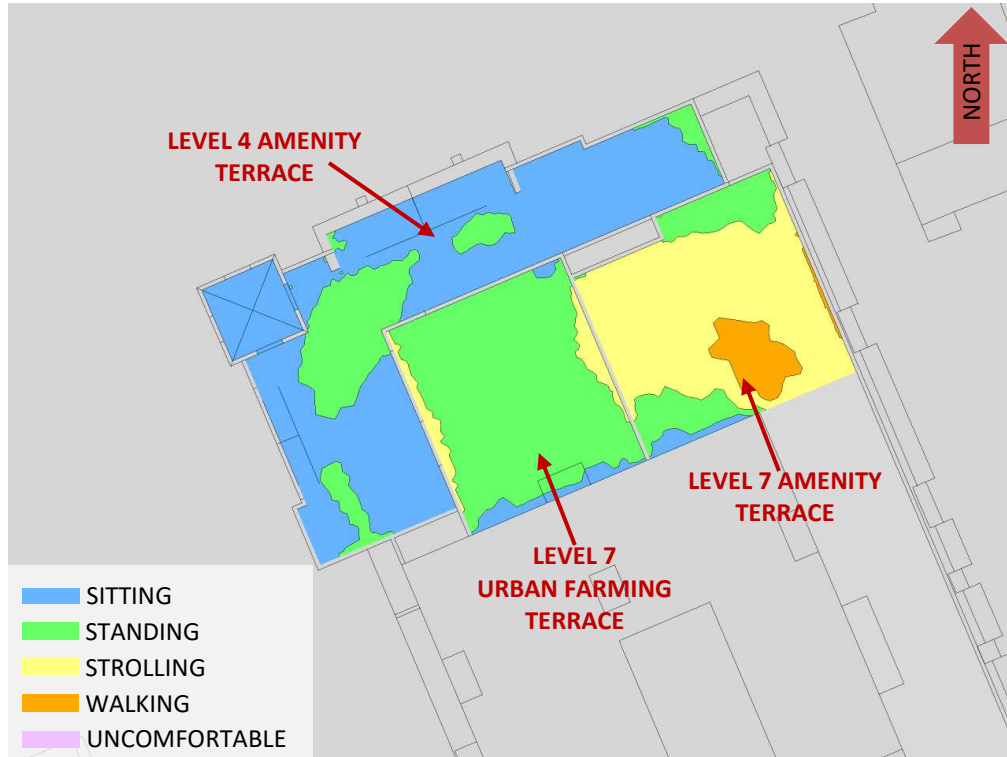 NORTH
LEVEL 4 AMENITY
TERRACE
LEVEL 7 AMENITY
TERRACE
LEVEL 7
URBAN FARMING
TERRACE
SITTING
STANDING
STROLLING
WALKING
UNCOMFORTABLE